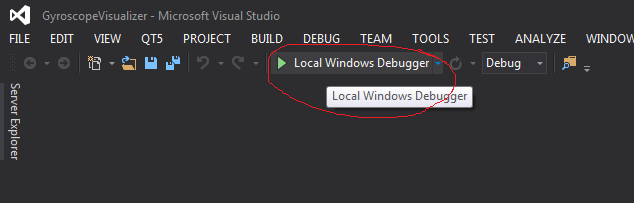 GyroscopeVisualizer - Microsoft Visual Studio
FILE EDIT VIEW QT5 PROJECT BUILD DEBUG TEAM TOOLS TEST ANALYZE WINDOW
Local Windows Debugger Debug
Local Windows Debugger
Server Explorer